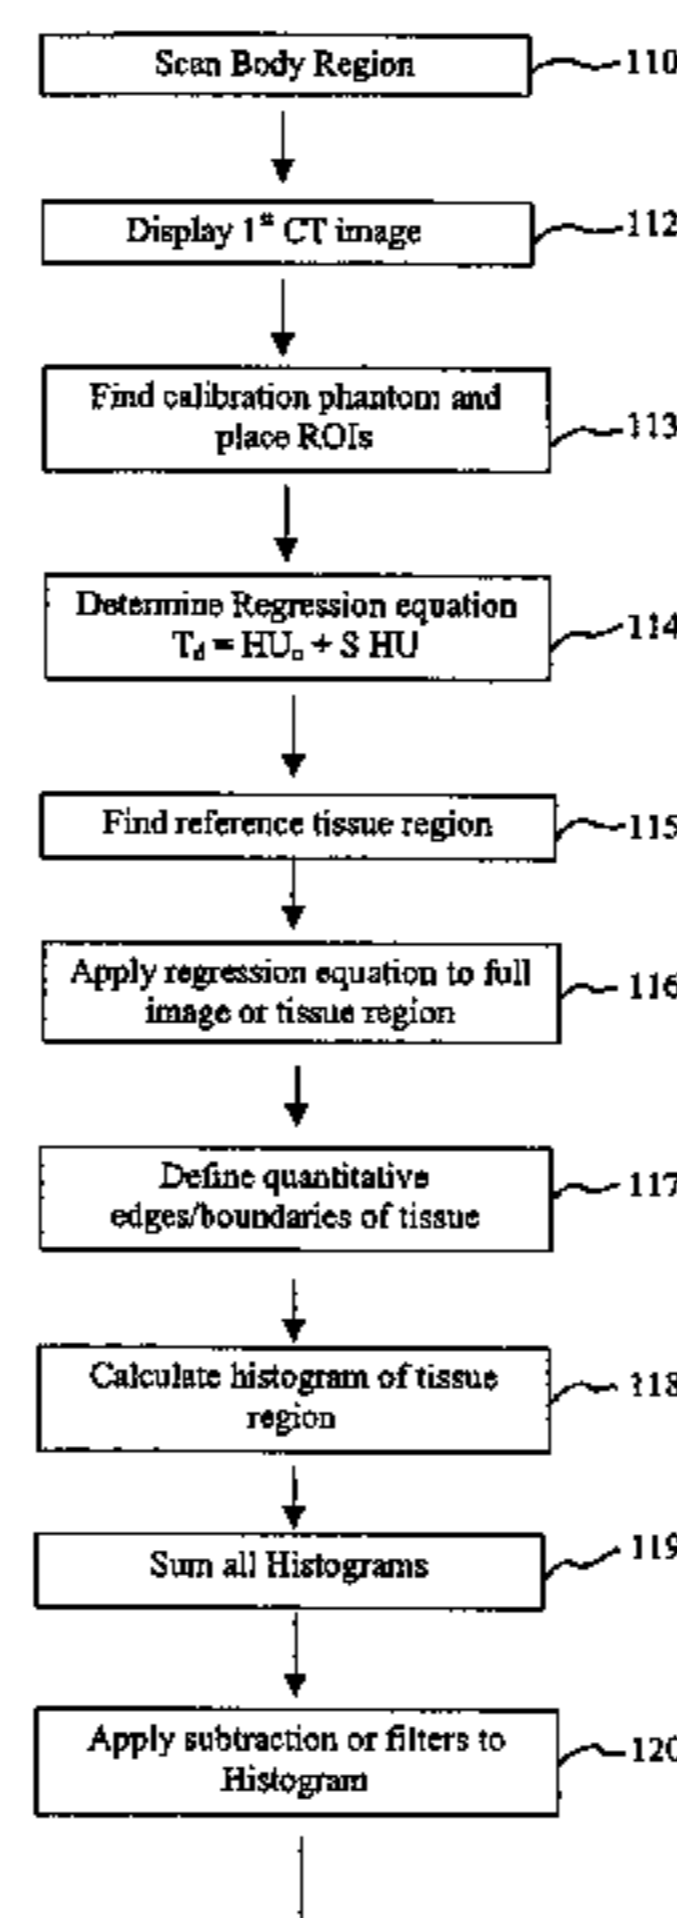 Scan Body Region
110
Display 1st CT image
112
Find calibration phantom and
place ROIs
113
Determine Regression equation
Td = HUo + S HU
114
Find reference tissue region
115
Apply regression equation to full
image or tissue region
116
Define quantitative
edges/boundaries of tissue
117
Calculate histogram of tissue
region
118
Sum all Histograms
119
Apply subtraction or filters to
Histogram
120